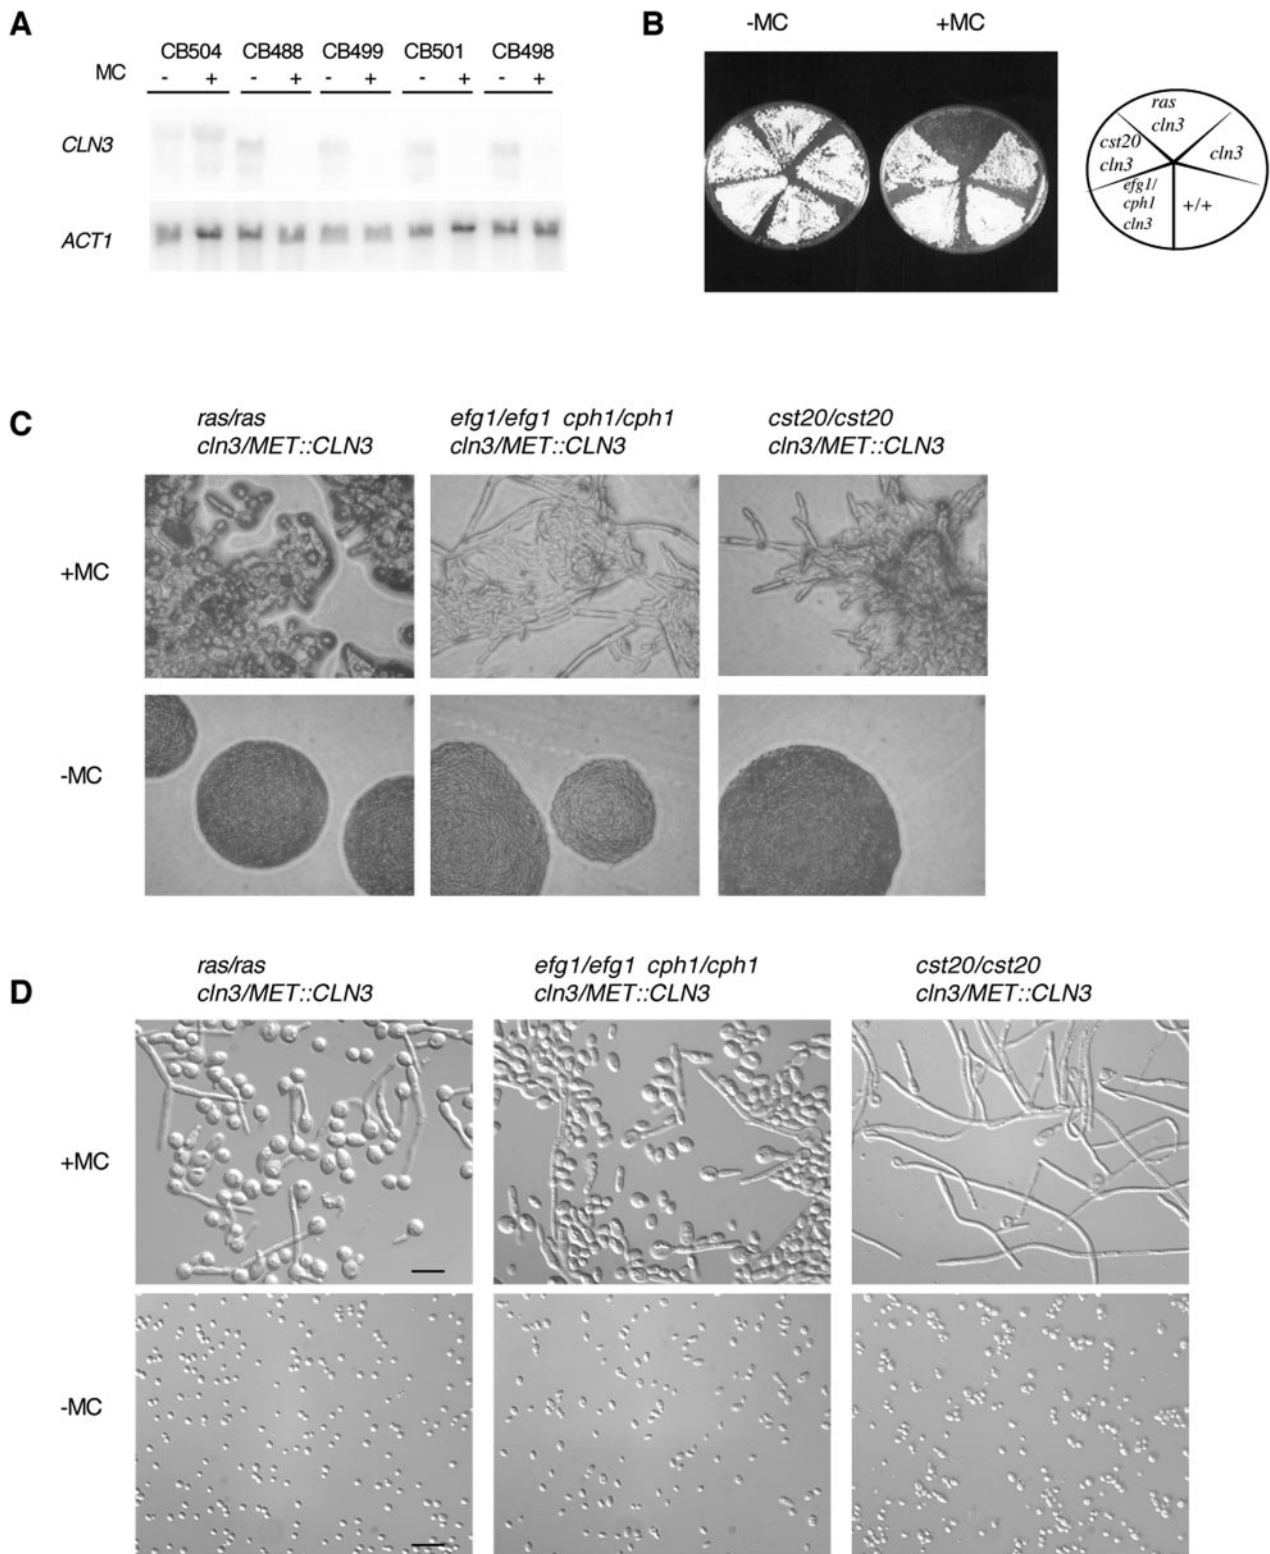 A
CB504 CB488 CB499 CB501 CB498
MC - + - + - + - + - +
CLN3
ACT1
B
-MC +MC
ras
cln3
cst20
cln3
cln3
efg1/
cph1
cln3
+/+
C
ras/ras
cln3/MET::CLN3
efg1/efg1 cph1/cph1
cln3/MET::CLN3
cst20/cst20
cln3/MET::CLN3
+MC
-MC
D
ras/ras
cln3/MET::CLN3
efg1/efg1 cph1/cph1
cln3/MET::CLN3
cst20/cst20
cln3/MET::CLN3
+MC
-MC